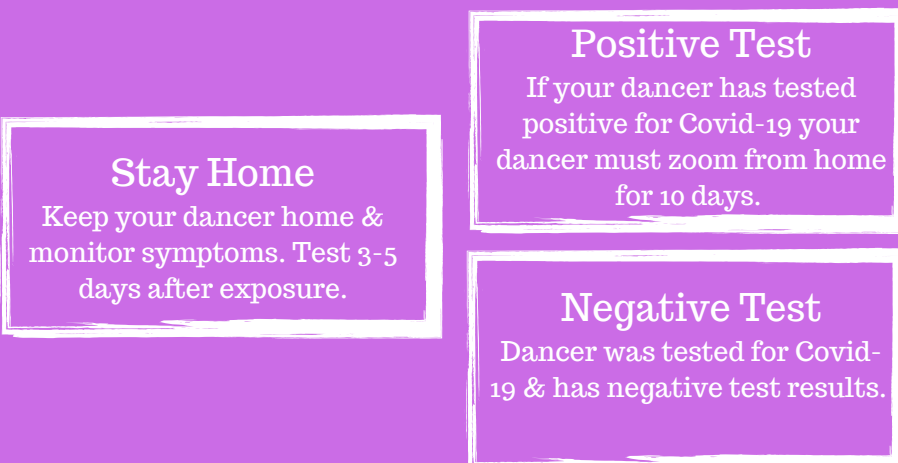 Stay Home
Keep your dancer home &
monitor symptoms. Test 3-5
days after exposure.
Positive Test
If your dancer has tested
positive for Covid-19 your
dancer must zoom from home
for 10 days.
Negative Test
Dancer was tested for Covid-
19 & has negative test results.